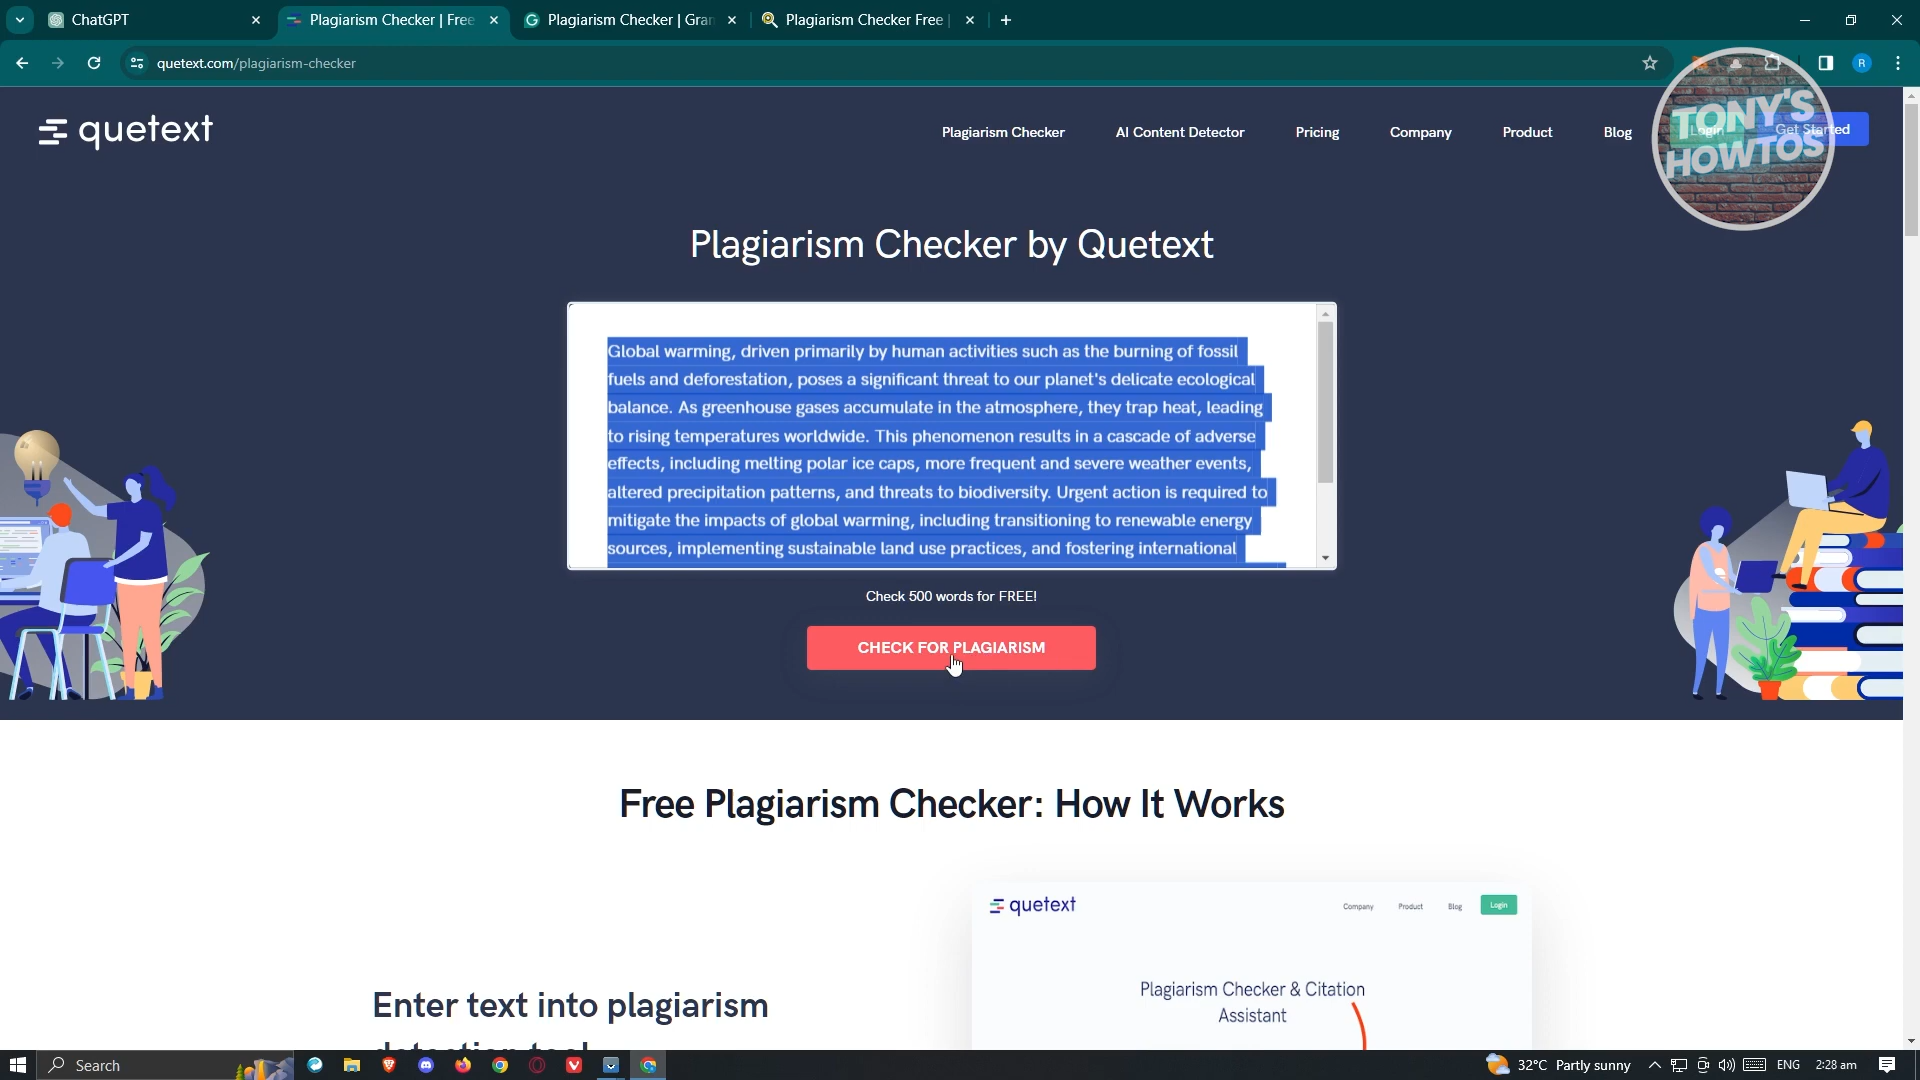 ChatGPT
Plagiarism Checker | Free
Plagiarism Checker | Gran
Plagiarism Checker Free |
quetext.com/plagiarism-checker
R
quetext
Plagiarism Checker
AI Content Detector
Pricing
Company
Product
Blog
Login
Get Started
TONY'S
HOWTOS
Plagiarism Checker by Quetext
Global warming, driven primarily by human activities such as the burning of fossil
fuels and deforestation, poses a significant threat to our planet's delicate ecological
balance. As greenhouse gases accumulate in the atmosphere, they trap heat, leading
to rising temperatures worldwide. This phenomenon results in a cascade of adverse
effects, including melting polar ice caps, more frequent and severe weather events,
altered precipitation patterns, and threats to biodiversity. Urgent action is required to
mitigate the impacts of global warming, including transitioning to renewable energy
sources, implementing sustainable land use practices, and fostering international
Check 500 words for FREE!
CHECK FOR PLAGIARISM
Free Plagiarism Checker: How It Works
quetext
Company
Product
Blog
Login
Plagiarism Checker & Citation
Assistant
Enter text into plagiarism
detection tool
Search
32°C Partly sunny
ENG
2:28 am